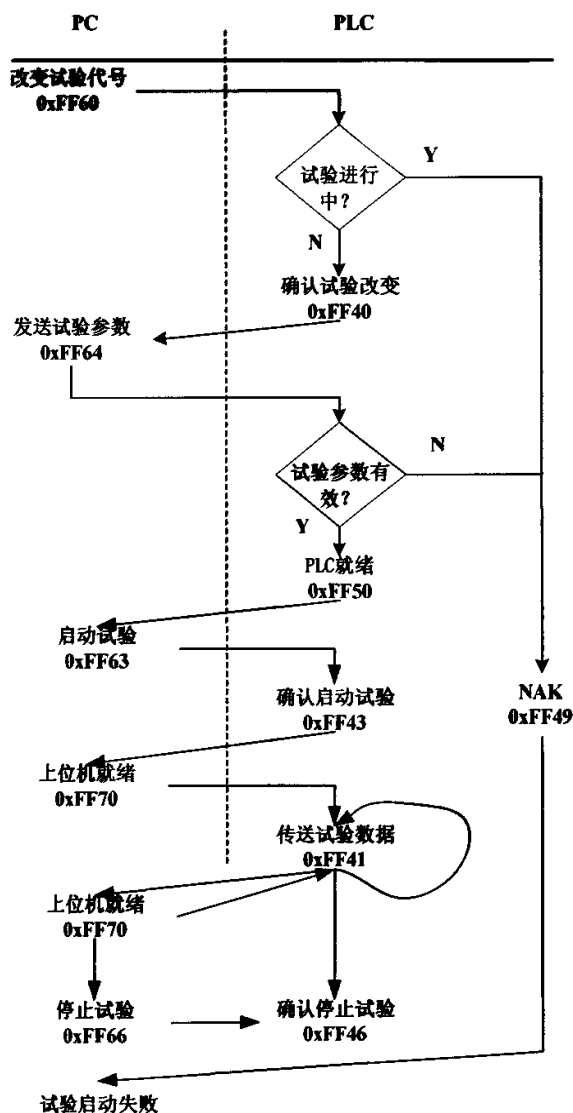 PC
PLC
改变试验代号
0xFF60
试验进行
中?
Y
N
确认试验改变
0xFF40
发送试验参数
0xFF64
试验参数有
效?
N
Y
PLC就绪
0xFF50
启动试验
0xFF63
确认启动试验
0xFF43
NAK
0xFF49
上位机就绪
0xFF70
传送试验数据
0xFF41
上位机就绪
0xFF70
停止试验
0xFF66
确认停止试验
0xFF46
试验启动失败